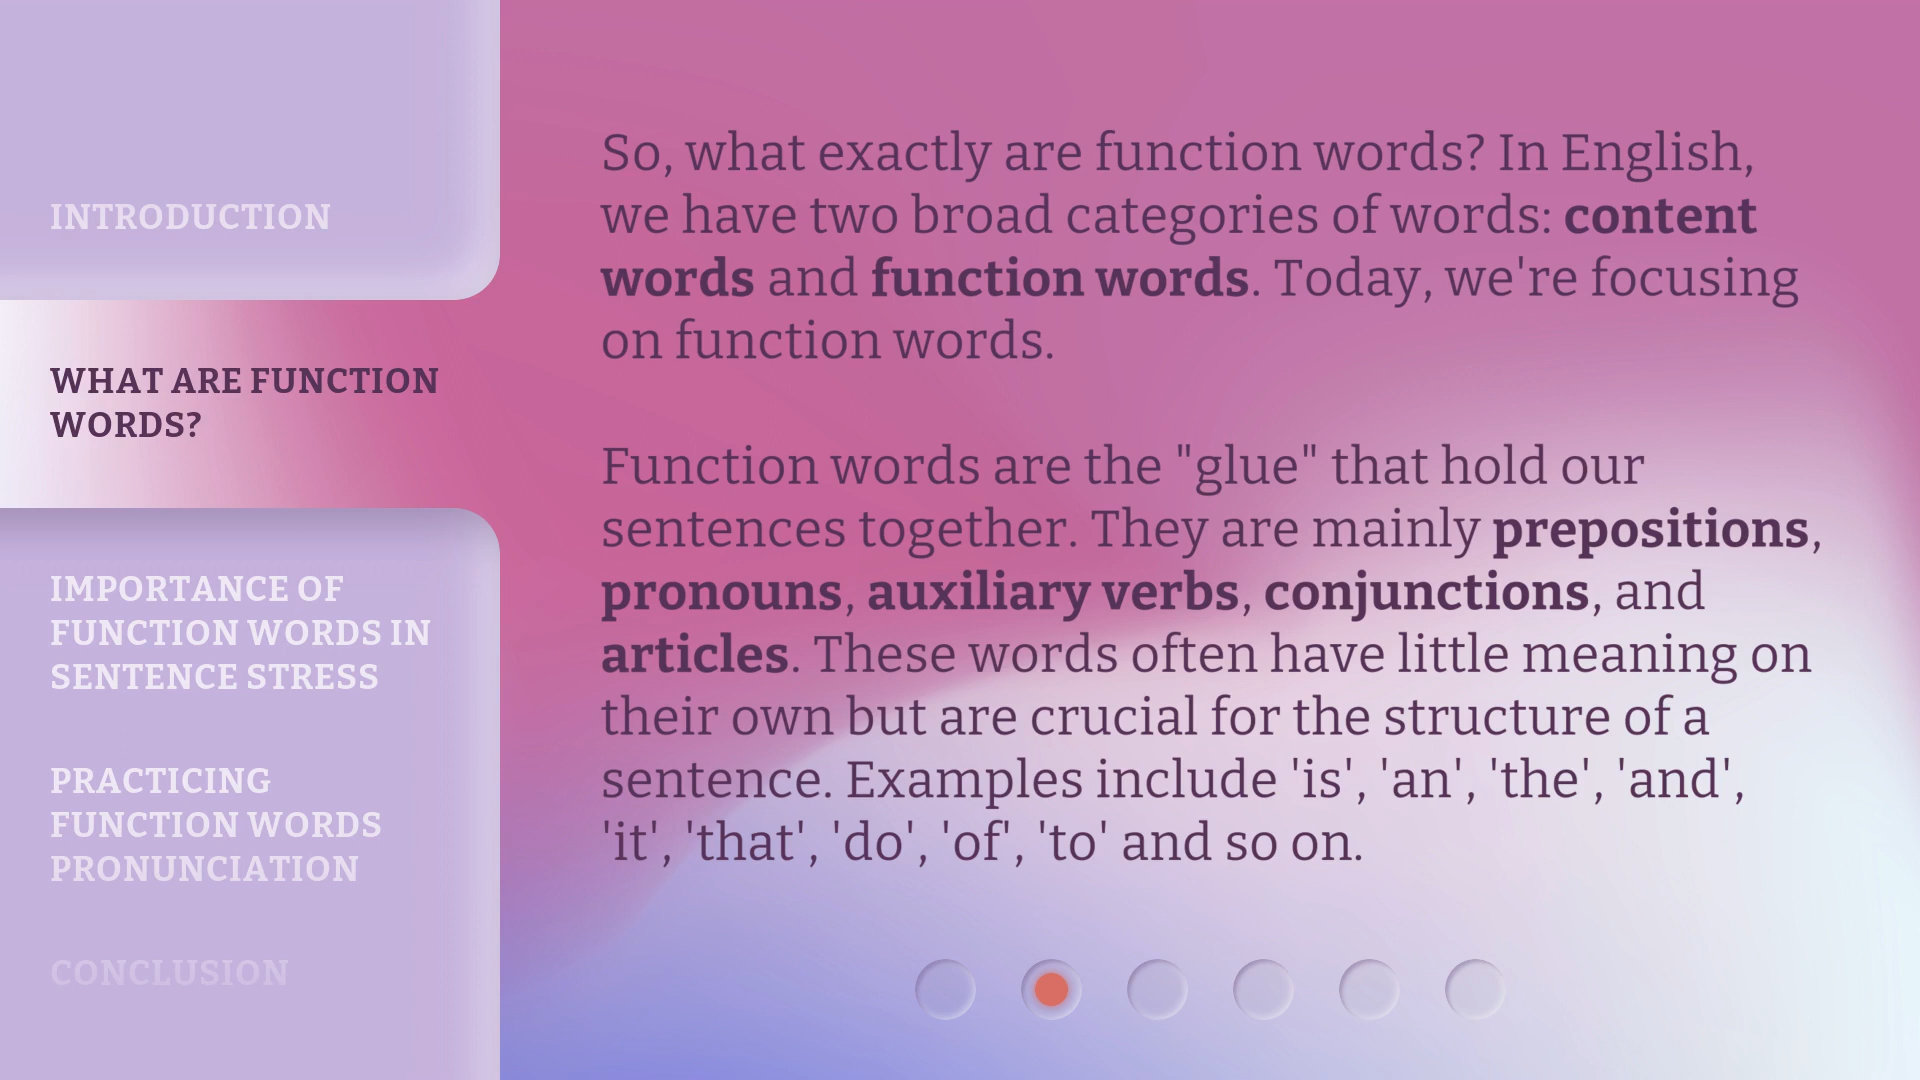 INTRODUCTION
WHAT ARE FUNCTION
WORDS?
IMPORTANCE OF
FUNCTION WORDS IN
SENTENCE STRESS
PRACTICING
FUNCTION WORDS
PRONUNCIATION
CONCLUSION
So, what exactly are function words? In English,
we have two broad categories of words: content
words and function words. Today, we're focusing
on function words.
Function words are the "glue" that hold our
sentences together. They are mainly prepositions,
pronouns, auxiliary verbs, conjunctions, and
articles. These words often have little meaning on
their own but are crucial for the structure of a
sentence. Examples include 'is', 'an', 'the', 'and',
'it', 'that', 'do', 'of', 'to' and so on.